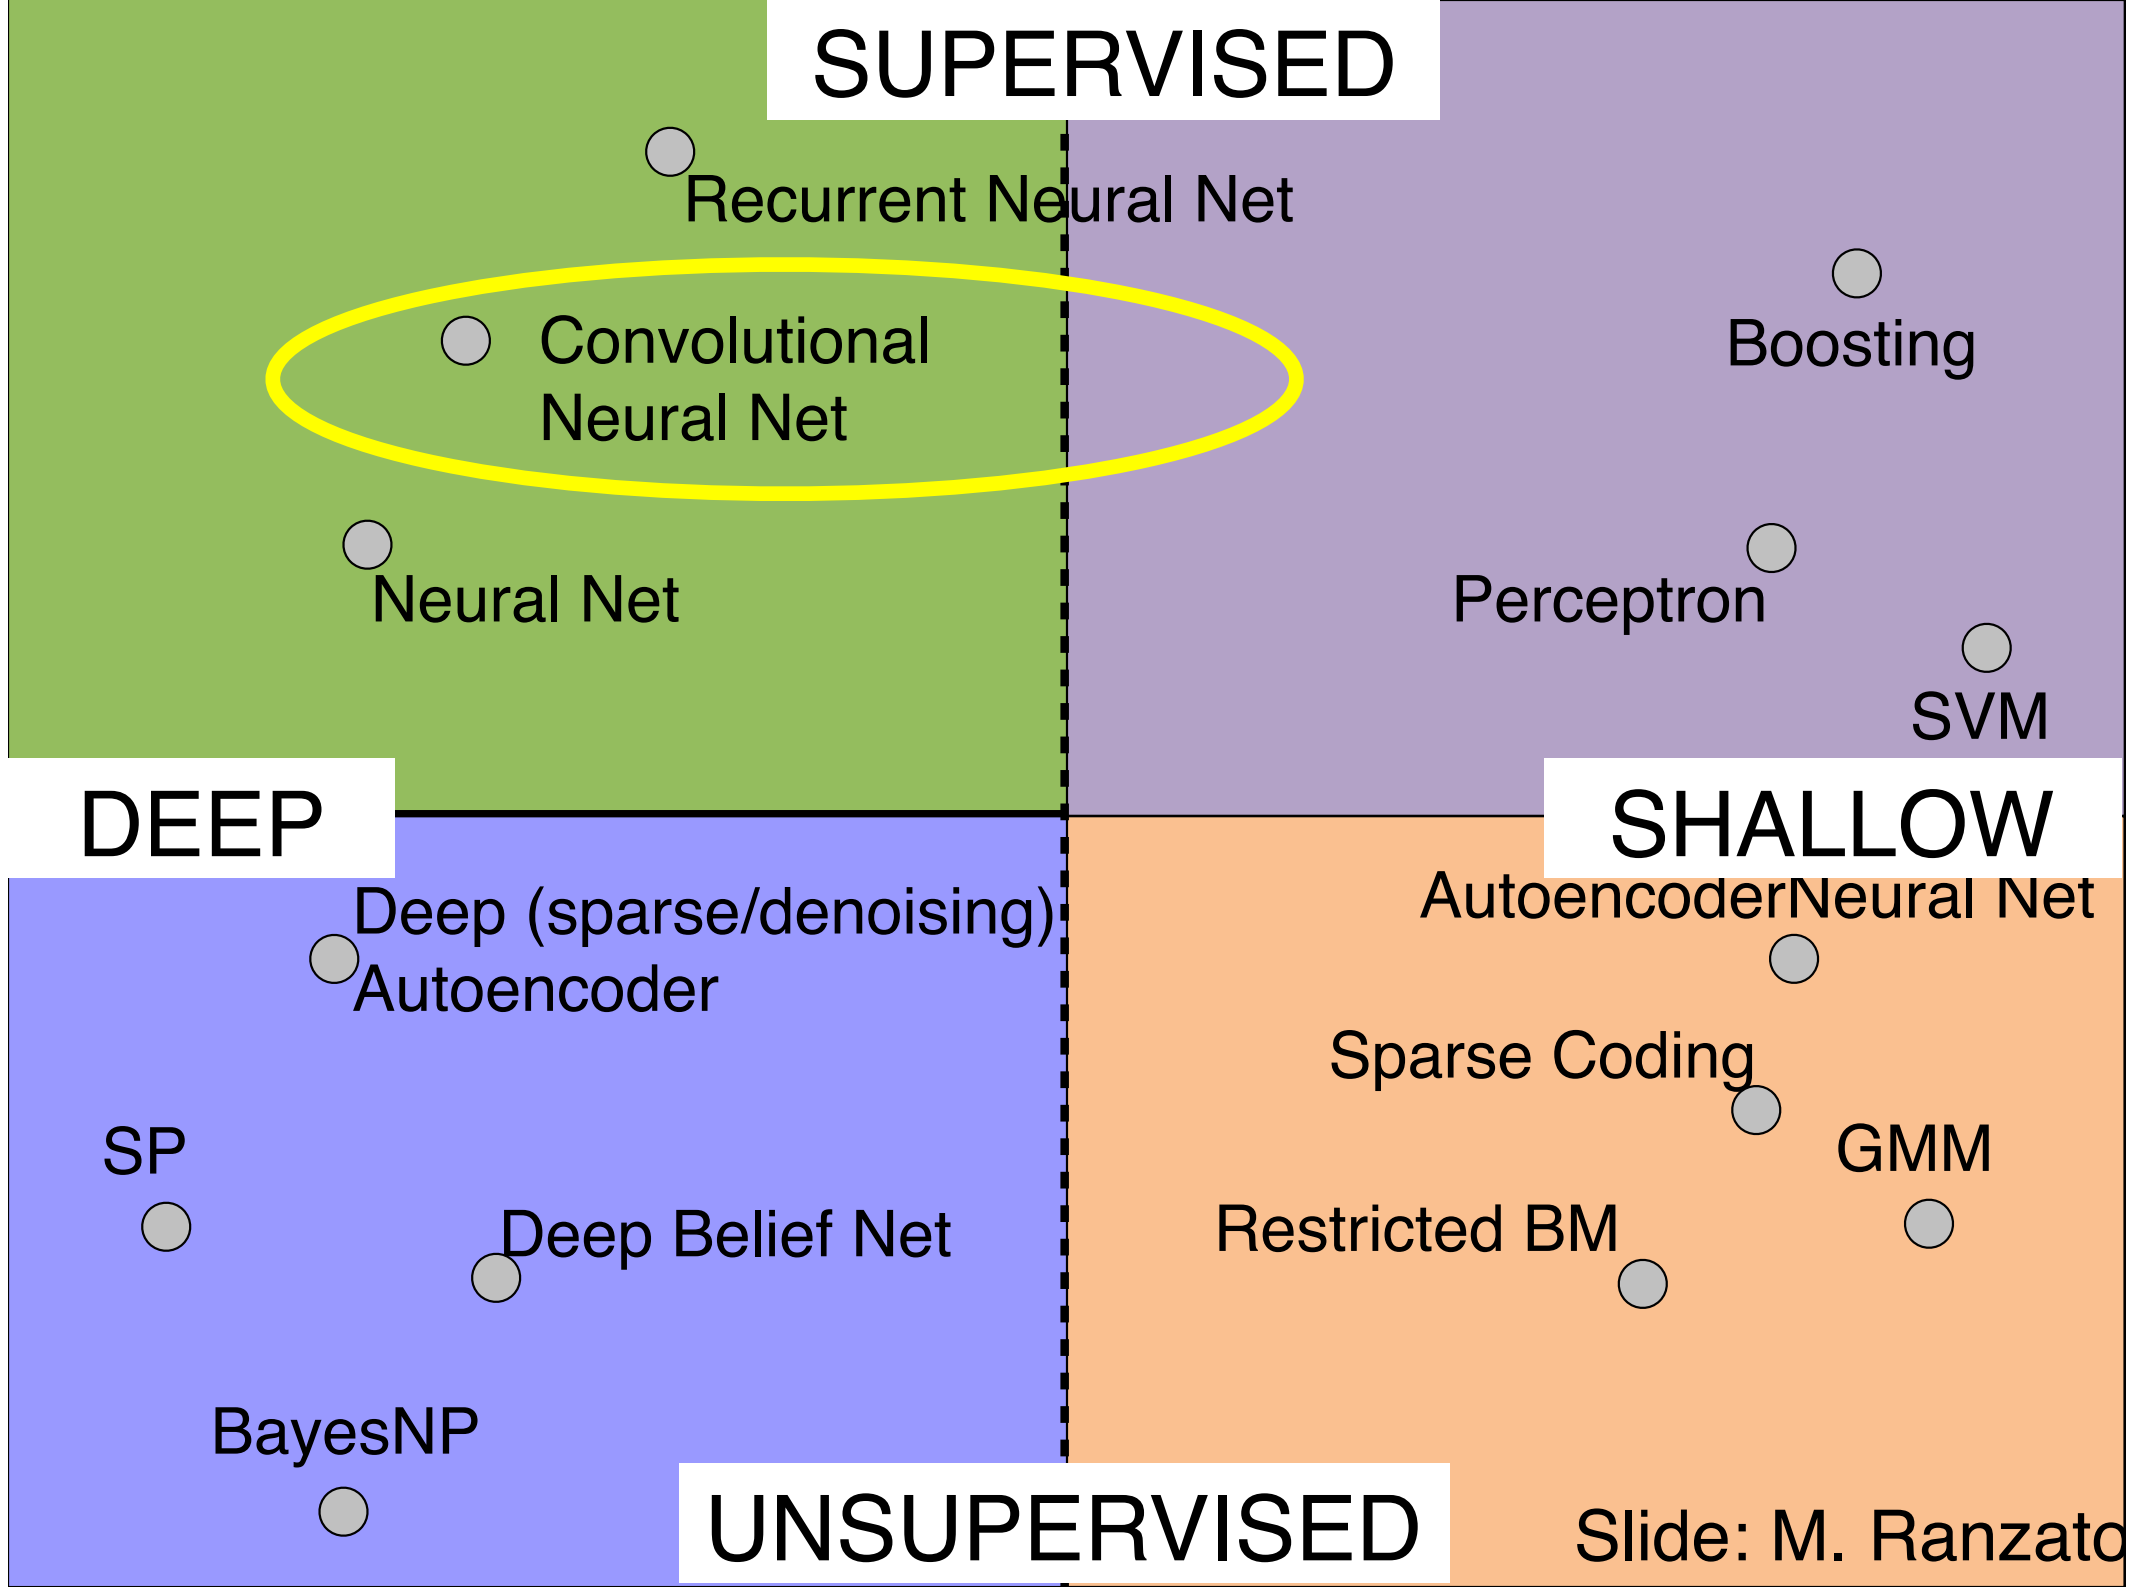 SUPERVISED
Recurrent Neural Net
Convolutional
Neural Net
Boosting
Neural Net
Perceptron
SVM
DEEP
SHALLOW
Deep (sparse/denoising)
Autoencoder
AutoencoderNeural Net
Sparse Coding
SP
GMM
Deep Belief Net
Restricted BM
BayesNP
UNSUPERVISED
Slide: M. Ranzato